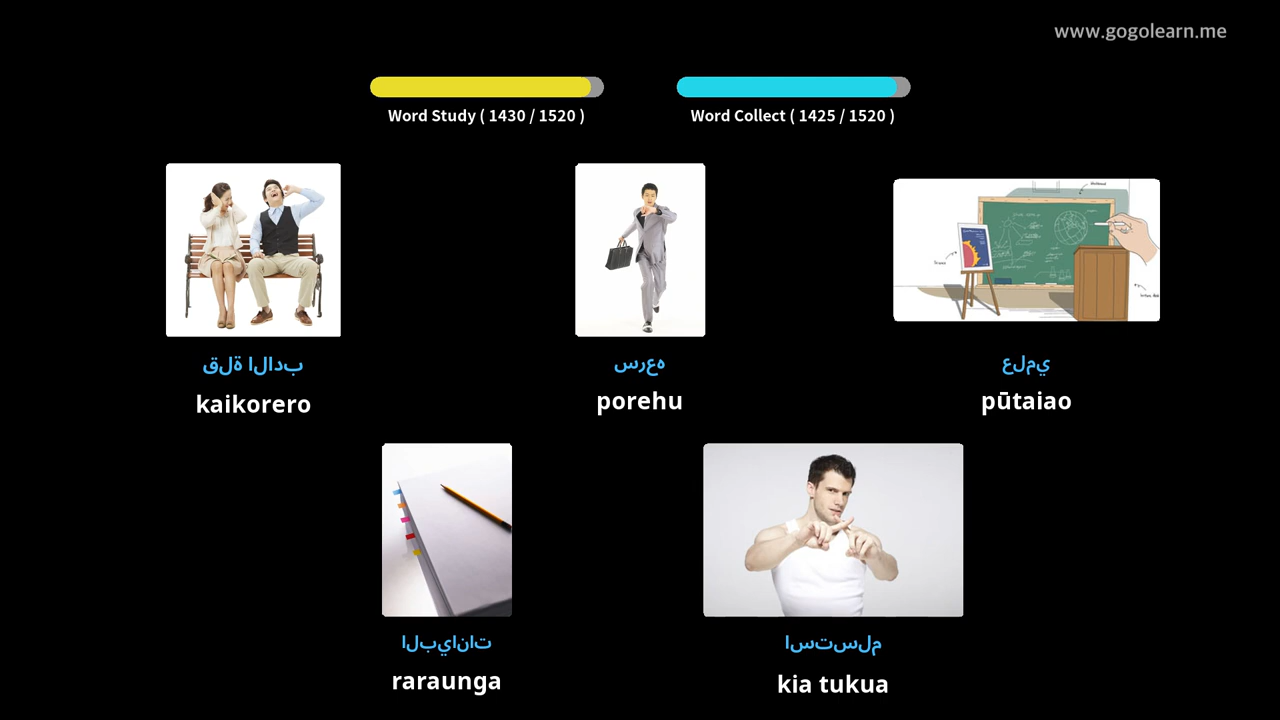 www.gogolearn.me
Word Study ( 1430 / 1520 )
Word Collect ( 1425 / 1520 )
قلة الادب
kaikorero
سرعه
porehu
علمي
pūtaiao
البيانات
raraunga
استسلم
kia tukua